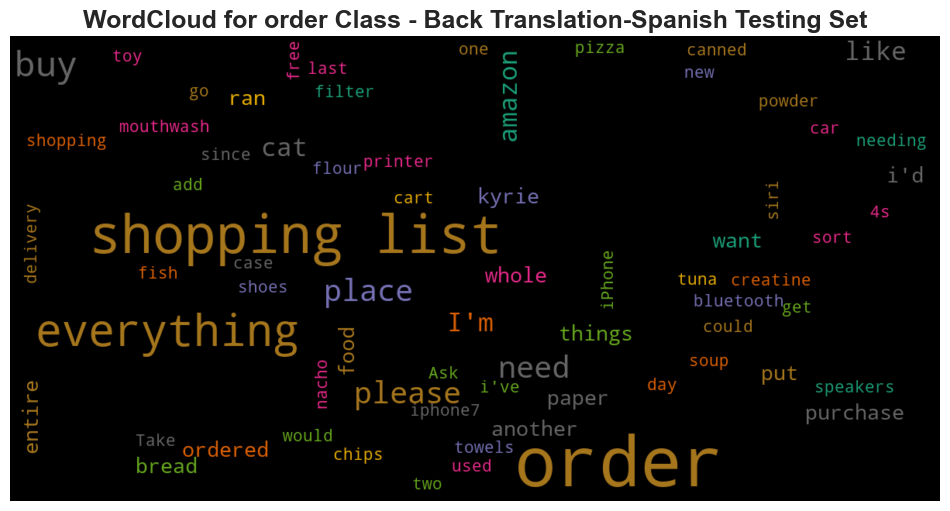 WordCloud for order Class - Back Translation-Spanish Testing Set
buy
toy
free
last
one
pizza
canned
like
new
go
ran
filter
amazon
powder
mouthwash
car
shopping
needing
since
cat
flour
printer
i'd
add
cart
kyrie
siri
4s
delivery
shopping list
want
sort
fish
case
shoes
place
whole
iPhone
tuna
creatine
bluetooth
get
everything
I'm
things
could
food
need
soup
put
nacho
Ask
please
i've
day
speakers
entire
iphone7
paper
purchase
another
Take
ordered
would
chips
towels
order
bread
used
two